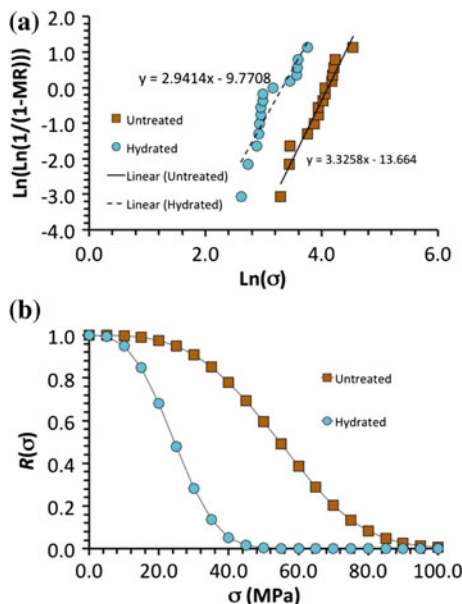 (a)
2.0
1.0
0.0
-1.0
-2.0
-3.0
-4.0
Ln(Ln(1/(1-MR)))
y = 2.9414x - 9.7708
y = 3.3258x - 13.664
Untreated
Hydrated
Linear (Untreated)
Linear (Hydrated)
0.0 2.0 4.0 6.0
Ln(σ)
(b)
1.0
0.8
0.6
0.4
0.2
0.0
R(σ)
Untreated
Hydrated
0.0 20.0 40.0 60.0 80.0 100.0
σ (MPa)